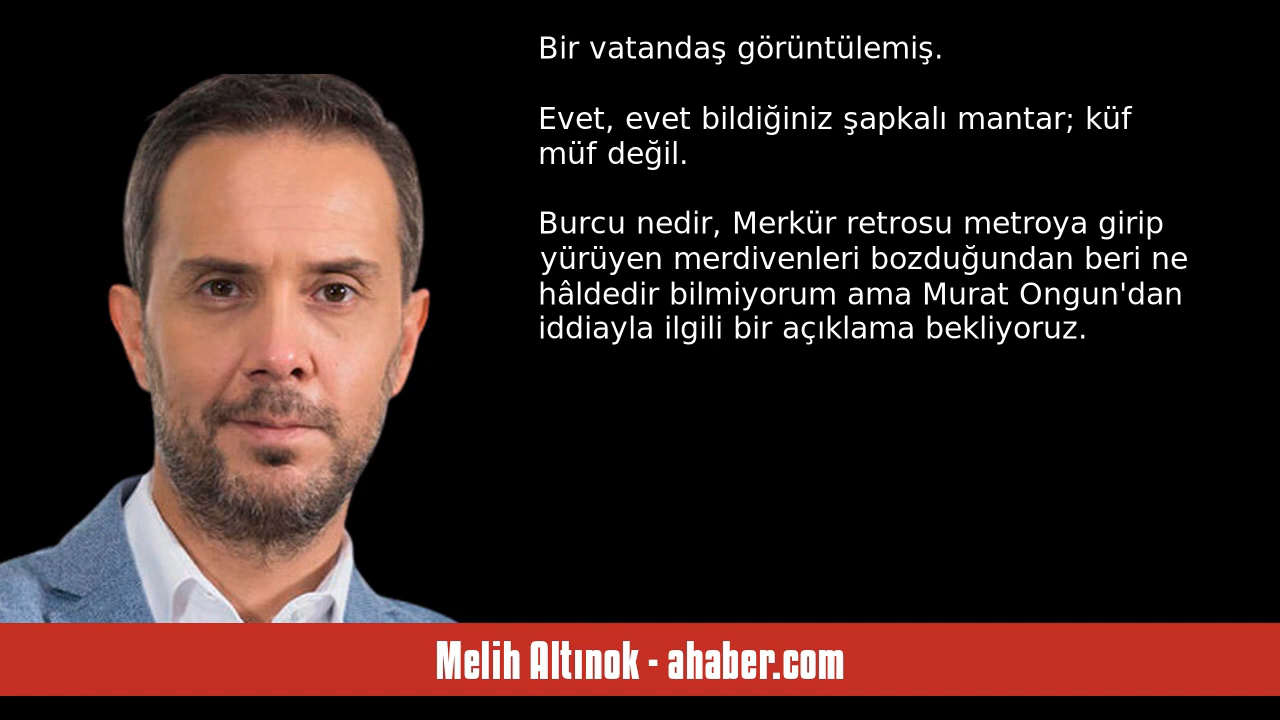 Bir vatandaş görüntülemiş.
Evet, evet bildiğiniz şapkalı mantar; küf
müf değil.
Burcu nedir, Merkür retrosu metroya girip
yürüyen merdivenleri bozduğundan beri ne
hâldedir bilmiyorum ama Murat Ongun'dan
iddiayla ilgili bir açıklama bekliyoruz.
Melih Altınok - ahaber.com